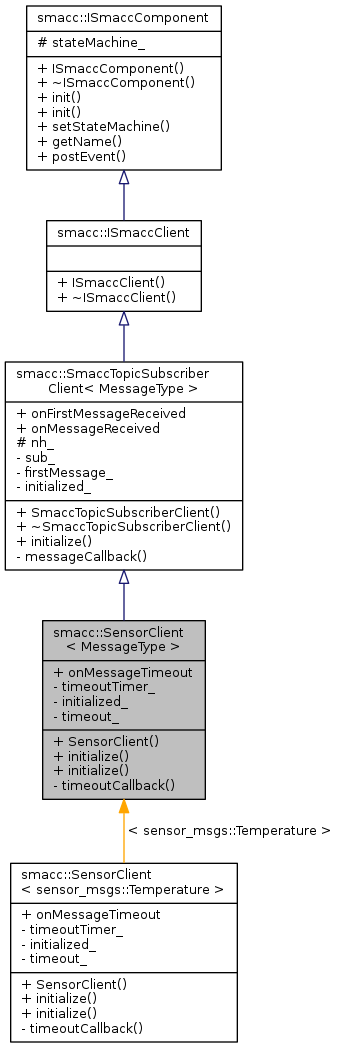 smacc::ISmaccComponent
# stateMachine_
+ ISmaccComponent()
+ ~ISmaccComponent()
+ init()
+ init()
+ setStateMachine()
+ getName()
+ postEvent()
smacc::ISmaccClient
+ ISmaccClient()
+ ~ISmaccClient()
smacc::SmaccTopicSubscriber
Client< MessageType >
+ onFirstMessageReceived
+ onMessageReceived
# nh_
- sub_
- firstMessage_
- initialized_
+ SmaccTopicSubscriberClient()
+ ~SmaccTopicSubscriberClient()
+ initialize()
- messageCallback()
smacc::SensorClient
< MessageType >
+ onMessageTimeout
- timeoutTimer_
- initialized_
- timeout_
+ SensorClient()
+ initialize()
+ initialize()
- timeoutCallback()
< sensor_msgs::Temperature >
smacc::SensorClient
< sensor_msgs::Temperature >
+ onMessageTimeout
- timeoutTimer_
- initialized_
- timeout_
+ SensorClient()
+ initialize()
+ initialize()
- timeoutCallback()